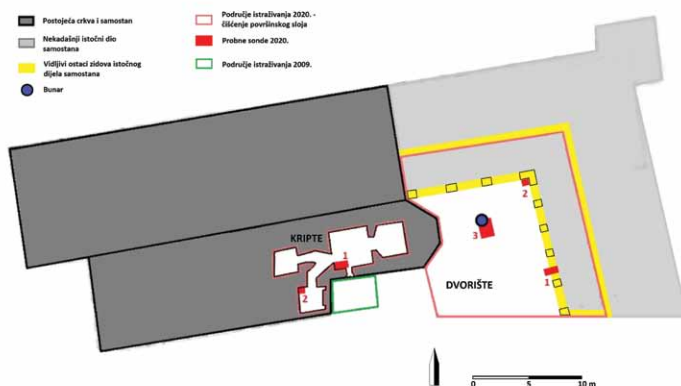 Postojeća crkva i samostan
Nekadašnji istočni dio
samostana
Vidljivi ostaci zidova istočnog
dijela samostana
Bunar
Područje istraživanja 2020. -
čišćenje površinskog sloja
Probne sonde 2020.
Područje istraživanja 2009.
2
KRIPTE
1
3
1
DVORIŠTE
2
0 5 10 m